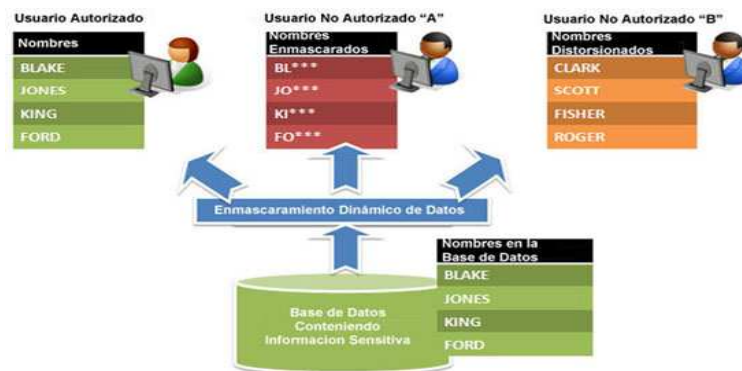 Usuario Autorizado
Nombres
BLAKE
JONES
KING
FORD
Usuario No Autorizado “A”
Nombres
Enmascarados
BL***
JO***
KI***
FO***
Usuario No Autorizado “B”
Nombres
Distorsionados
CLARK
SCOTT
FISHER
ROGER
Enmascaramiento Dinámico de Datos
Base de Datos
Conteniendo
Informacion Sensitiva
Nombres en la
Base de Datos
BLAKE
JONES
KING
FORD